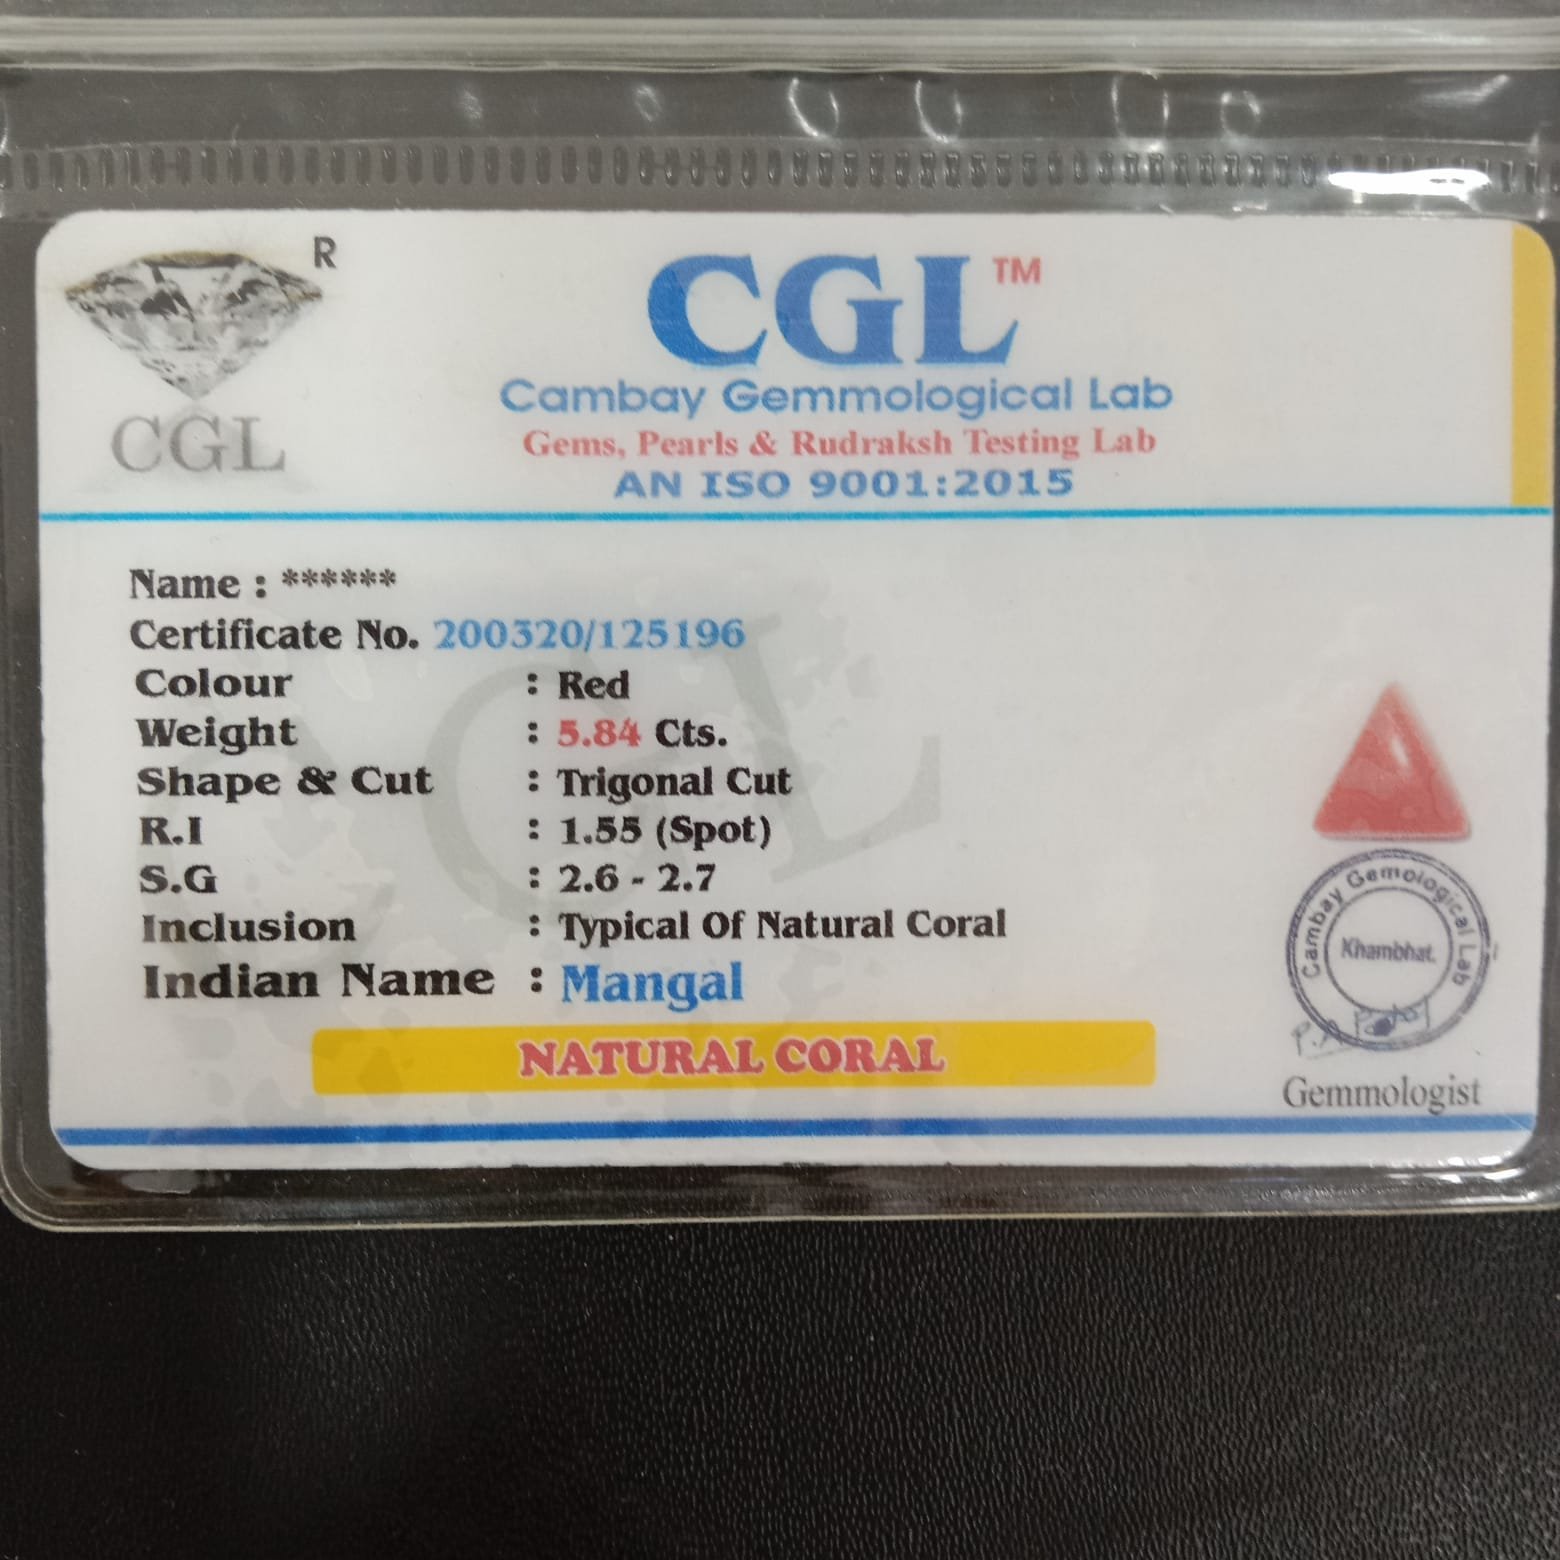 R
CGL
CGL™
Cambay Gemmological Lab
Gems, Pearls & Rudraksh Testing Lab
AN ISO 9001:2015
Name : ******
Certificate No. 200320/125196
Colour : Red
Weight : 5.84 Cts.
Shape & Cut : Trigonal Cut
R.I : 1.55 (Spot)
S.G : 2.6 - 2.7
Inclusion : Typical Of Natural Coral
Indian Name : Mangal
NATURAL CORAL
CGL
Cambay Gemological Lab
Khambhat.
Gemmologist